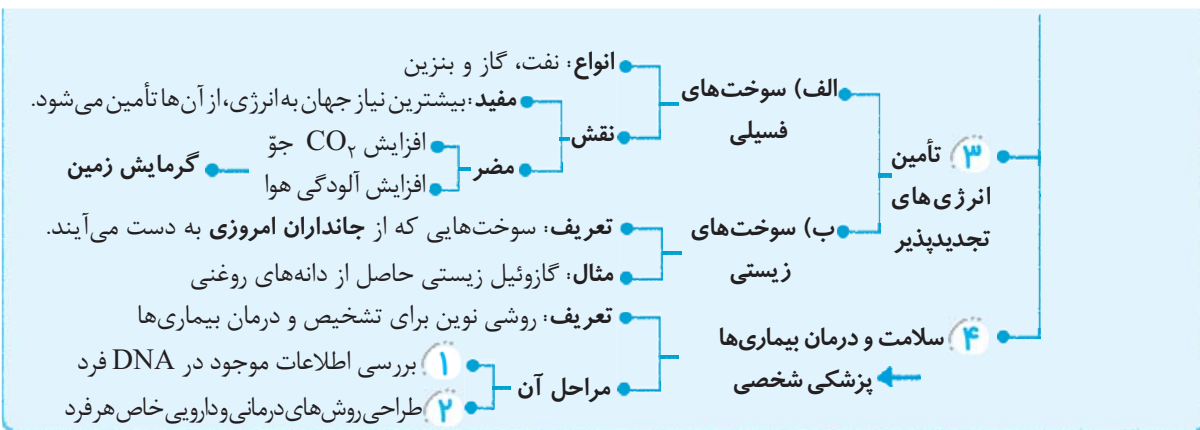 ۳ تأمین انرژی‌های تجدیدپذیر
الف) سوخت‌های فسیلی
انواع: نفت، گاز و بنزین
نقش
مفید: بیشترین نیاز جهان به انرژی، از آن‌ها تأمین می‌شود.
مضر
افزایش CO₂ جوّ
افزایش آلودگی هوا
گرمایش زمین
ب) سوخت‌های زیستی
تعریف: سوخت‌هایی که از جانداران امروزی به دست می‌آیند.
مثال: گازوئیل زیستی حاصل از دانه‌های روغنی
۴ سلامت و درمان بیماری‌ها
پزشکی شخصی
تعریف: روشی نوین برای تشخیص و درمان بیماری‌ها
مراحل آن
۱ بررسی اطلاعات موجود در DNA فرد
۲ طراحی روش‌های درمانی و دارویی خاص هر فرد